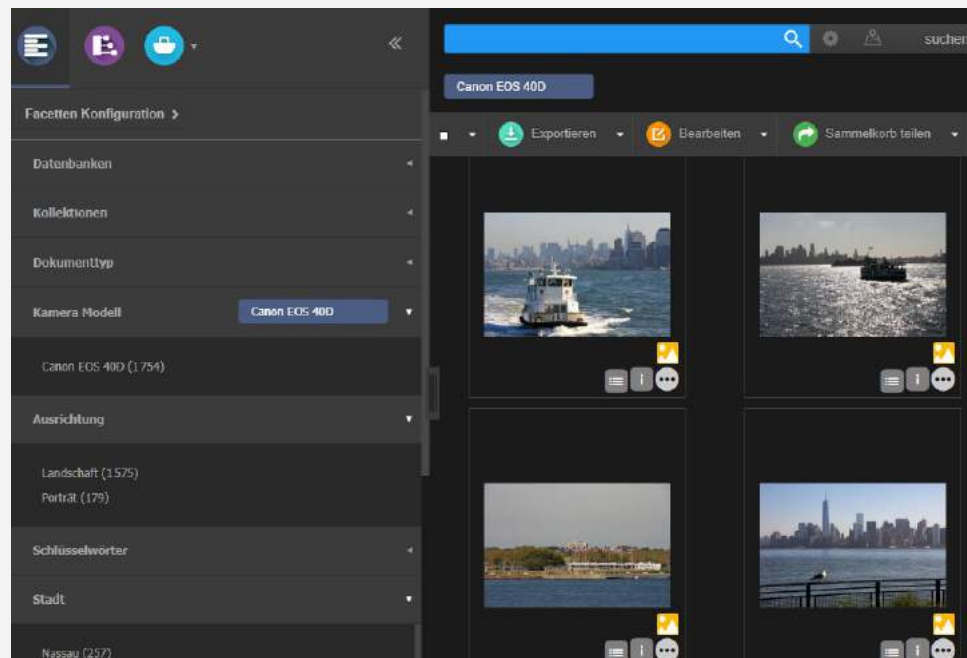 suchen
Canon EOS 40D
Facetten Konfiguration >
Exportieren
Bearbeiten
Sammelkorb teilen
Datenbanken
Kollektionen
Dokumenttyp
Kamera Modell
Canon EOS 40D
Canon EOS 40D (1754)
Ausrichtung
Landschaft (1575)
Porträt (179)
Schlüsselwörter
Stadt
Nassau (257)